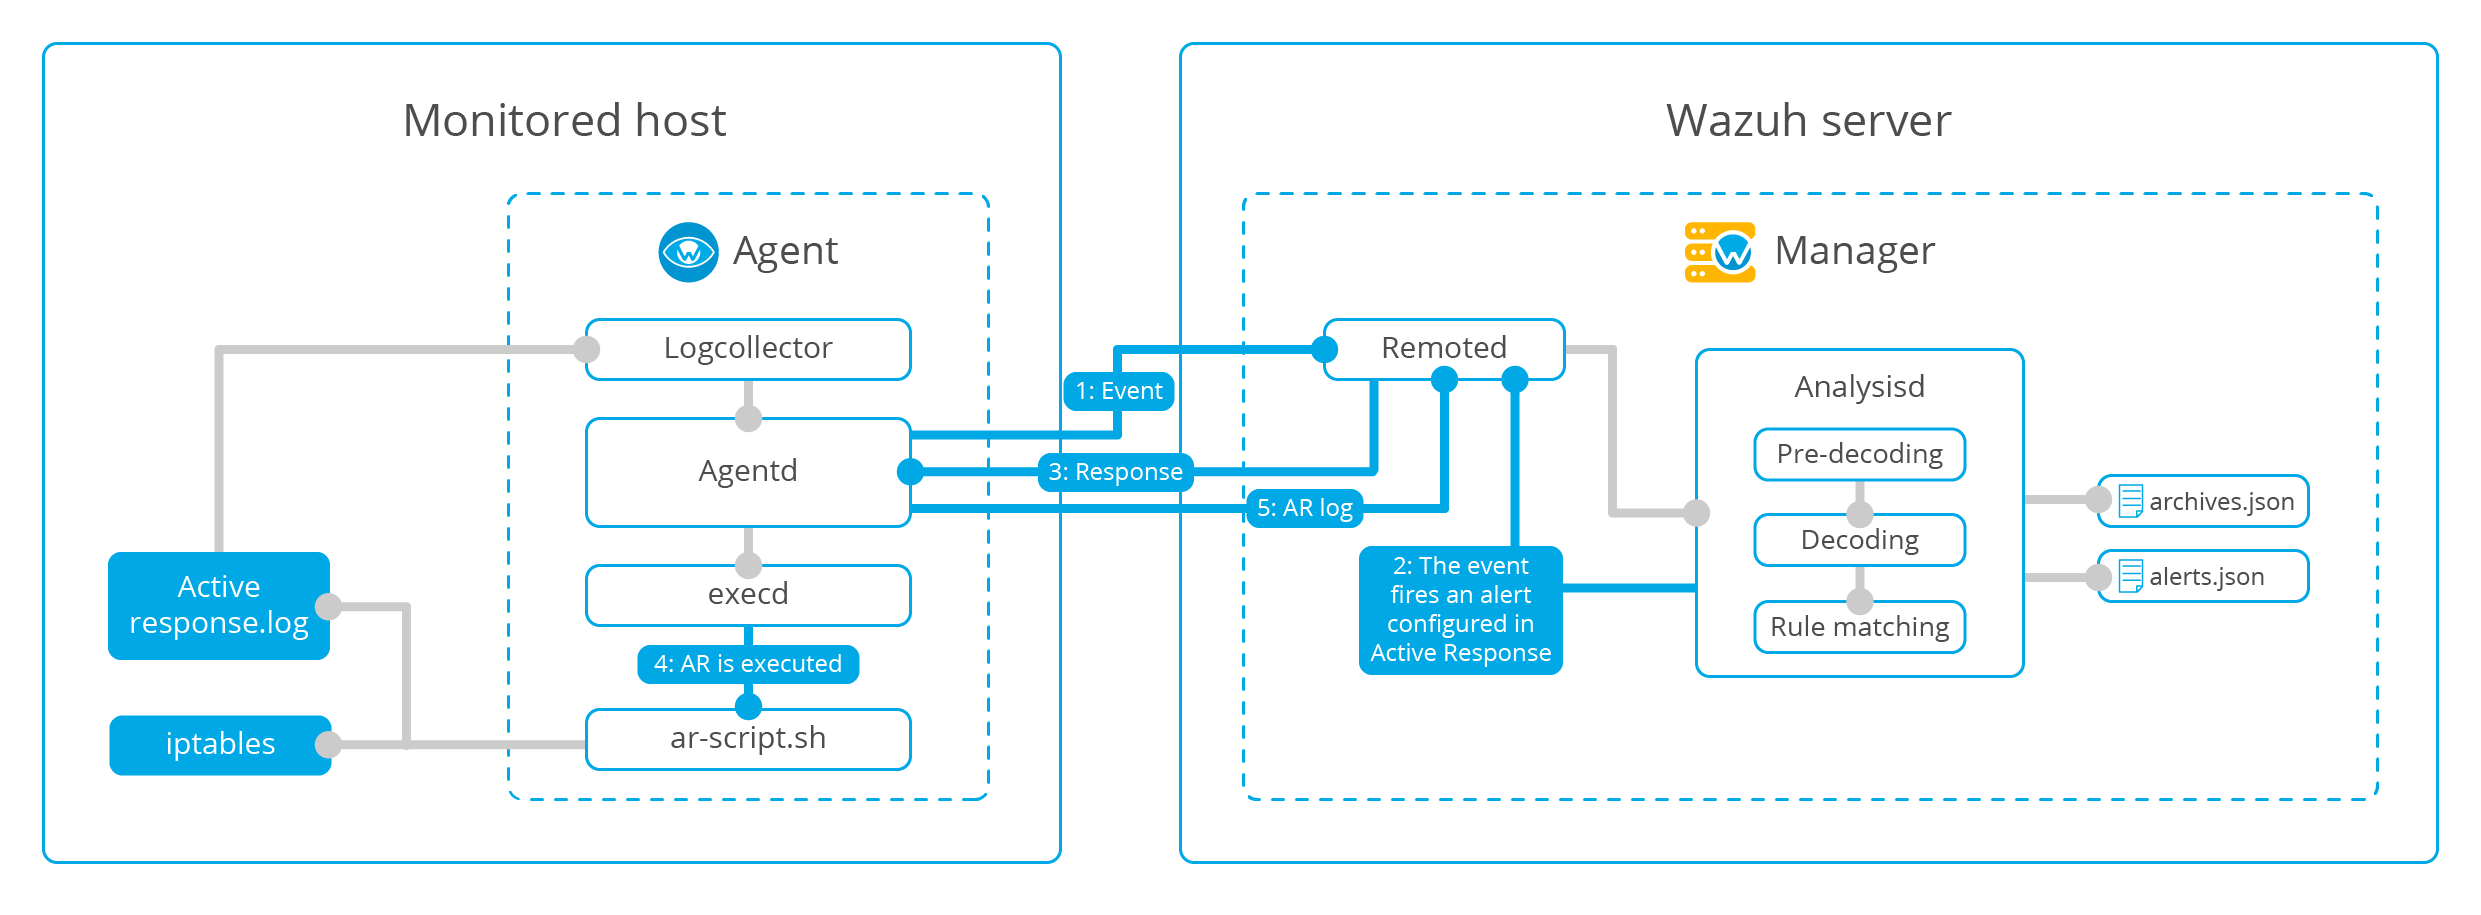 Monitored host
Wazuh server
Agent
Manager
Logcollector
Agentd
execd
4: AR is executed
ar-script.sh
Active
response.log
iptables
1: Event
3: Response
5: AR log
Remoted
2: The event
fires an alert
configured in
Active Response
Analysisd
Pre-decoding
Decoding
Rule matching
archives.json
alerts.json